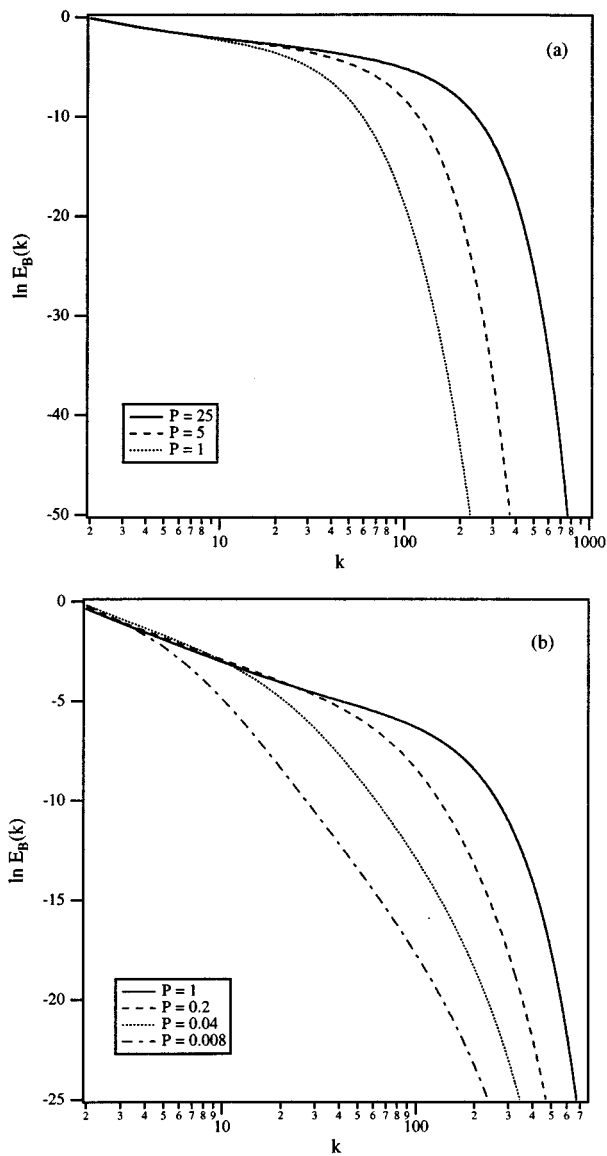 0
(a)
-10
-20
ln E_B(k)
-30
-40
P = 25
P = 5
P = 1
-50
2 3 4 5 6 7 8 10 2 3 4 5 6 7 8 100 2 3 4 5 6 7 8 1000
k
0
(b)
-5
-10
ln E_B(k)
-15
-20
P = 1
P = 0.2
P = 0.04
P = 0.008
-25
2 3 4 5 6 7 8 9 10 2 3 4 5 6 7 8 9 100 2 3 4 5 6 7
k